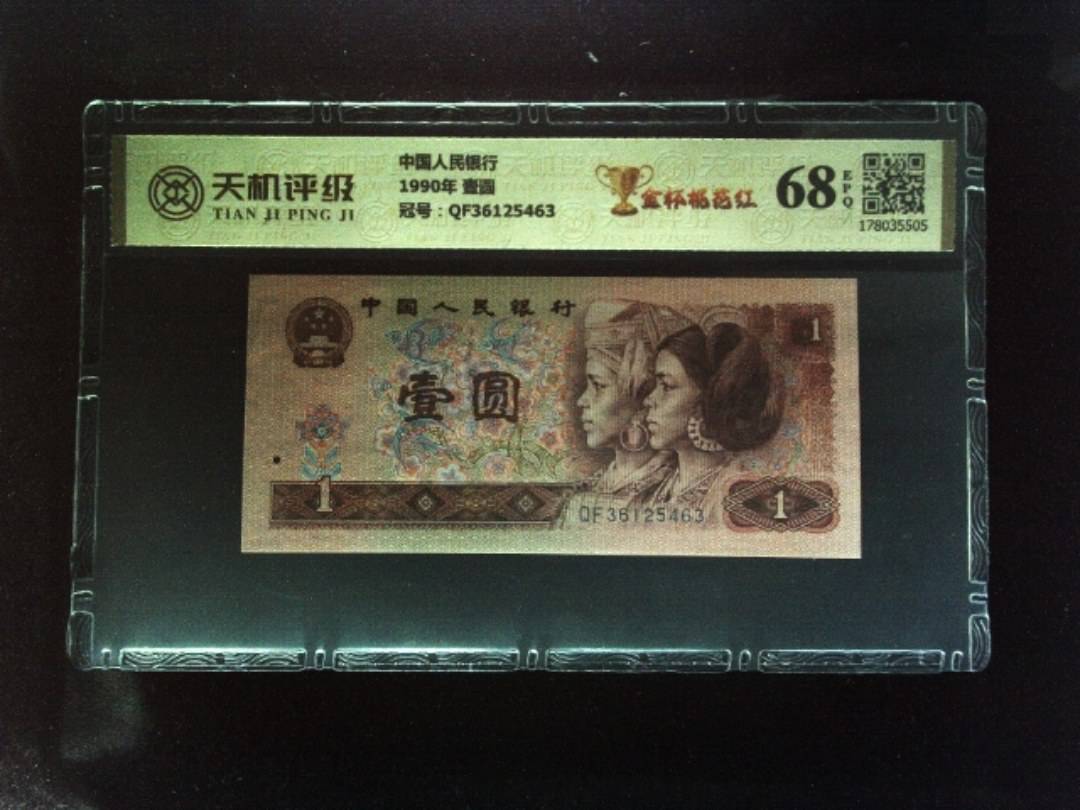 天机评级
TIAN JI PING JI
中国人民银行
1990年 壹圆
冠号：QF36125463
金杯桃花红
68
EPQ
178035505
中国人民银行
1
壹圆
1
QF36125463
1